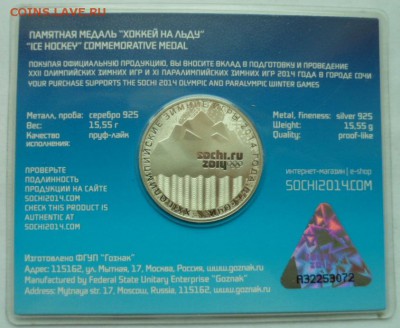 COINS.LAVE.RU
ПАМЯТНАЯ МЕДАЛЬ "ХОККЕЙ НА ЛЬДУ"
"ICE HOCKEY" COMMEMORATIVE MEDAL
ПОКУПАЯ ОФИЦИАЛЬНУЮ ПРОДУКЦИЮ, ВЫ ВНОСИТЕ ВКЛАД В ПОДГОТОВКУ И ПРОВЕДЕНИЕ
XXII ОЛИМПИЙСКИХ ЗИМНИХ ИГР И XI ПАРАЛИМПИЙСКИХ ЗИМНИХ ИГР 2014 ГОДА В ГОРОДЕ СОЧИ
YOUR PURCHASE SUPPORTS THE SOCHI 2014 OLYMPIC AND PARALYMPIC WINTER GAMES
Металл, проба: серебро 925
Вес: 15,55 г
Качество исполнения: пруф-лайк
Metal, fineness: silver 925
Weight: 15,55 g
Quality: proof-like
sochi.ru
2014
ПРОВЕРЬТЕ
ПОДЛИННОСТЬ
ПРОДУКЦИИ НА САЙТЕ
SOCHI2014.COM
CHECK THIS PRODUCT IS
AUTHENTIC AT
SOCHI2014.COM
ИНТЕРНЕТ-МАГАЗИН | E-SHOP
SOCHI2014.COM
Изготовлено ФГУП "Гознак"
Адрес: 115162, ул. Мытная, 17, Москва, Россия, www.goznak.ru
Manufactured by Federal State Unitary Enterprise "Goznak"
Address: Mytnaya str. 17, Moscow, Russia, 115162, www.goznak.ru
A32253072